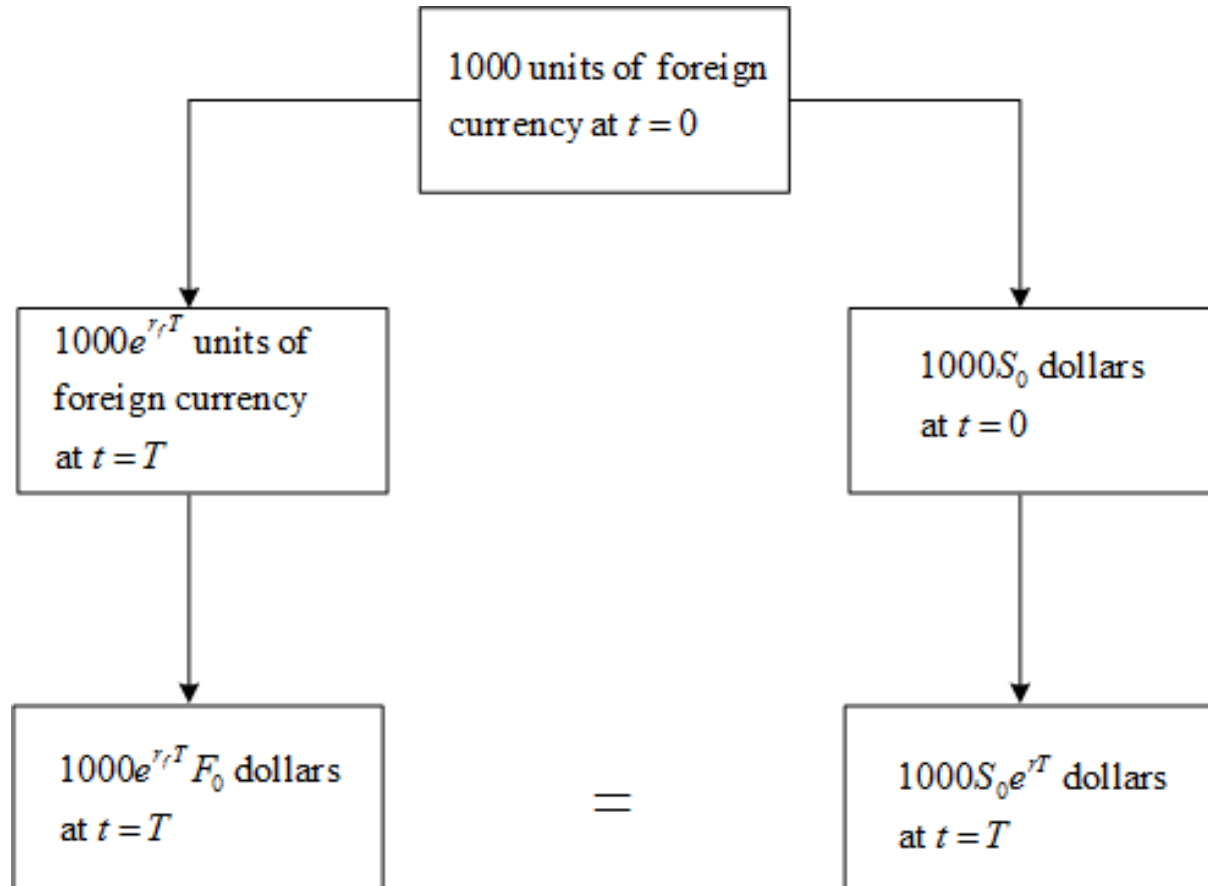 1000 units of foreign
currency at t = 0
1000e^{r_f T} units of
foreign currency
at t = T
1000S_0 dollars
at t = 0
1000e^{r_f T} F_0 dollars
at t = T
=
1000S_0 e^{rT} dollars
at t = T